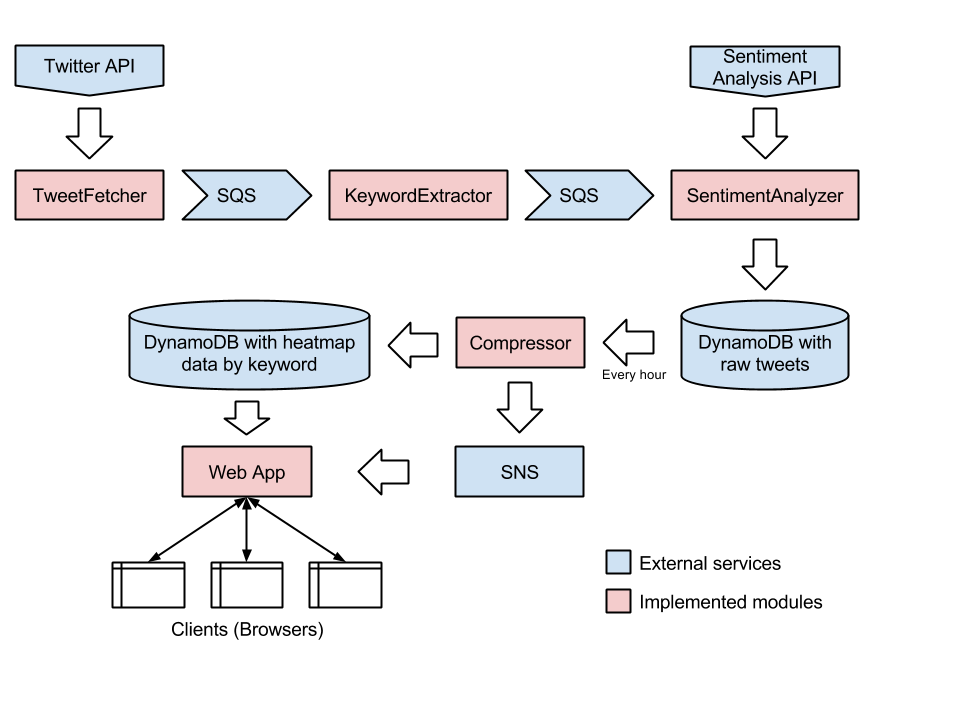 Twitter API
Sentiment
Analysis API
TweetFetcher
SQS
KeywordExtractor
SQS
SentimentAnalyzer
DynamoDB with heatmap
data by keyword
Compressor
Every hour
DynamoDB with
raw tweets
Web App
SNS
External services
Implemented modules
Clients (Browsers)